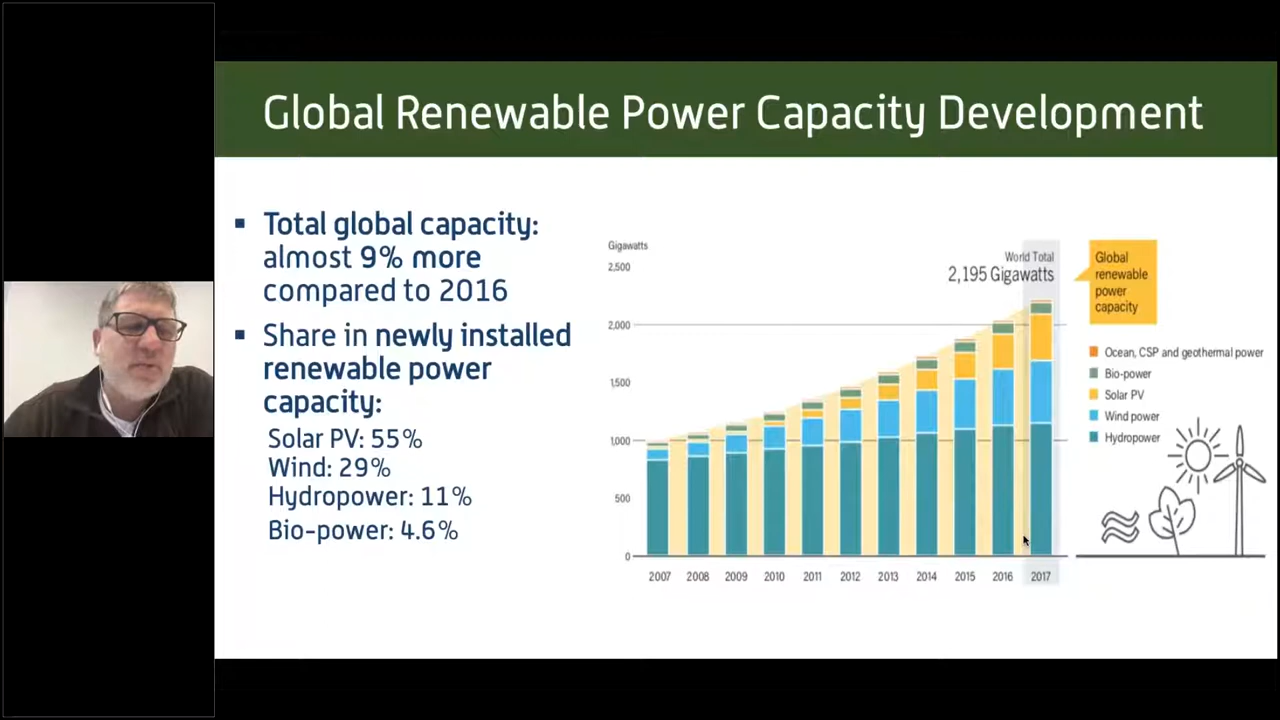 Global Renewable Power Capacity Development
▪ Total global capacity:
almost 9% more
compared to 2016
▪ Share in newly installed
renewable power
capacity:
Solar PV: 55%
Wind: 29%
Hydropower: 11%
Bio-power: 4.6%
Gigawatts
2,500
2,000
1,500
1,000
500
0
World Total
2,195 Gigawatts
Global
renewable
power
capacity
Ocean, CSP and geothermal power
Bio-power
Solar PV
Wind power
Hydropower
2007 2008 2009 2010 2011 2012 2013 2014 2015 2016 2017